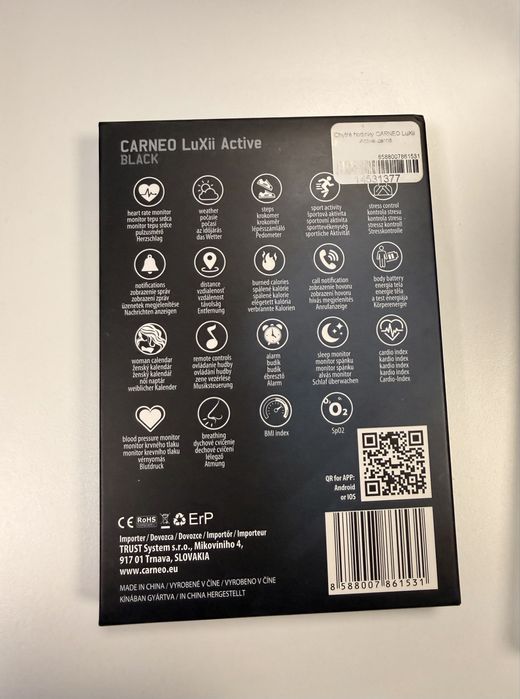 CARNEO LuXii Active
BLACK
Chytré hodinky CARNEO LuXii
Active černá
8588007861531
14531377
heart rate monitor
monitor tepu srdca
monitor tepu srdce
pulzusmérő
Herzschlag
weather
počasie
počasí
az időjárás
das Wetter
steps
krokomer
krokoměr
lépésszámláló
Pedometer
sport activity
športová aktivita
sportovní aktivita
sporttevékenység
sportliche Aktivität
stress control
kontrola stresu
kontrola stresu
stressz kontroll
Stresskontrolle
notifications
zobrazenie správ
zobrazení zpráv
üzenetek megjelenítése
Nachrichten anzeigen
distance
vzdialenosť
vzdálenost
távolság
Entfernung
burned calories
spálené kalórie
spálené kalorie
elégetett kalória
verbrannte Kalorien
call notification
zobrazenie hovoru
zobrazení hovoru
hívás megjelenítés
Anrufanzeige
body battery
energia tela
energie těla
a test energiája
Körperenergie
woman calendar
ženský kalendár
ženský kalendář
női naptár
weiblicher Kalender
remote controls
ovládanie hudby
ovládání hudby
zene vezérlése
Musiksteuerung
alarm
budík
budík
ébresztő
Alarm
sleep monitor
monitor spánku
monitor spánku
alvás monitor
Schlaf überwachen
cardio index
kardio index
kardio index
kardio index
Cardio-Index
blood pressure monitor
monitor krvného tlaku
monitor krevního tlaku
vérnyomás
Blutdruck
breathing
dychové cvičenie
dechové cvičení
lélegző
Atmung
BMI index
O2
SpO2
QR for APP:
Android
or IOS
CE RoHS ErP
Importer / Dovozca / Dovozce / Importőr / Importeur
TRUST System s.r.o., Mikoviniho 4,
917 01 Trnava, SLOVAKIA
www.carneo.eu
MADE IN CHINA / VYROBENÉ V ČÍNE / VYROBENO V ČÍNĚ
KÍNÁBAN GYÁRTVA / IN CHINA HERGESTELLT
8 588007 861531